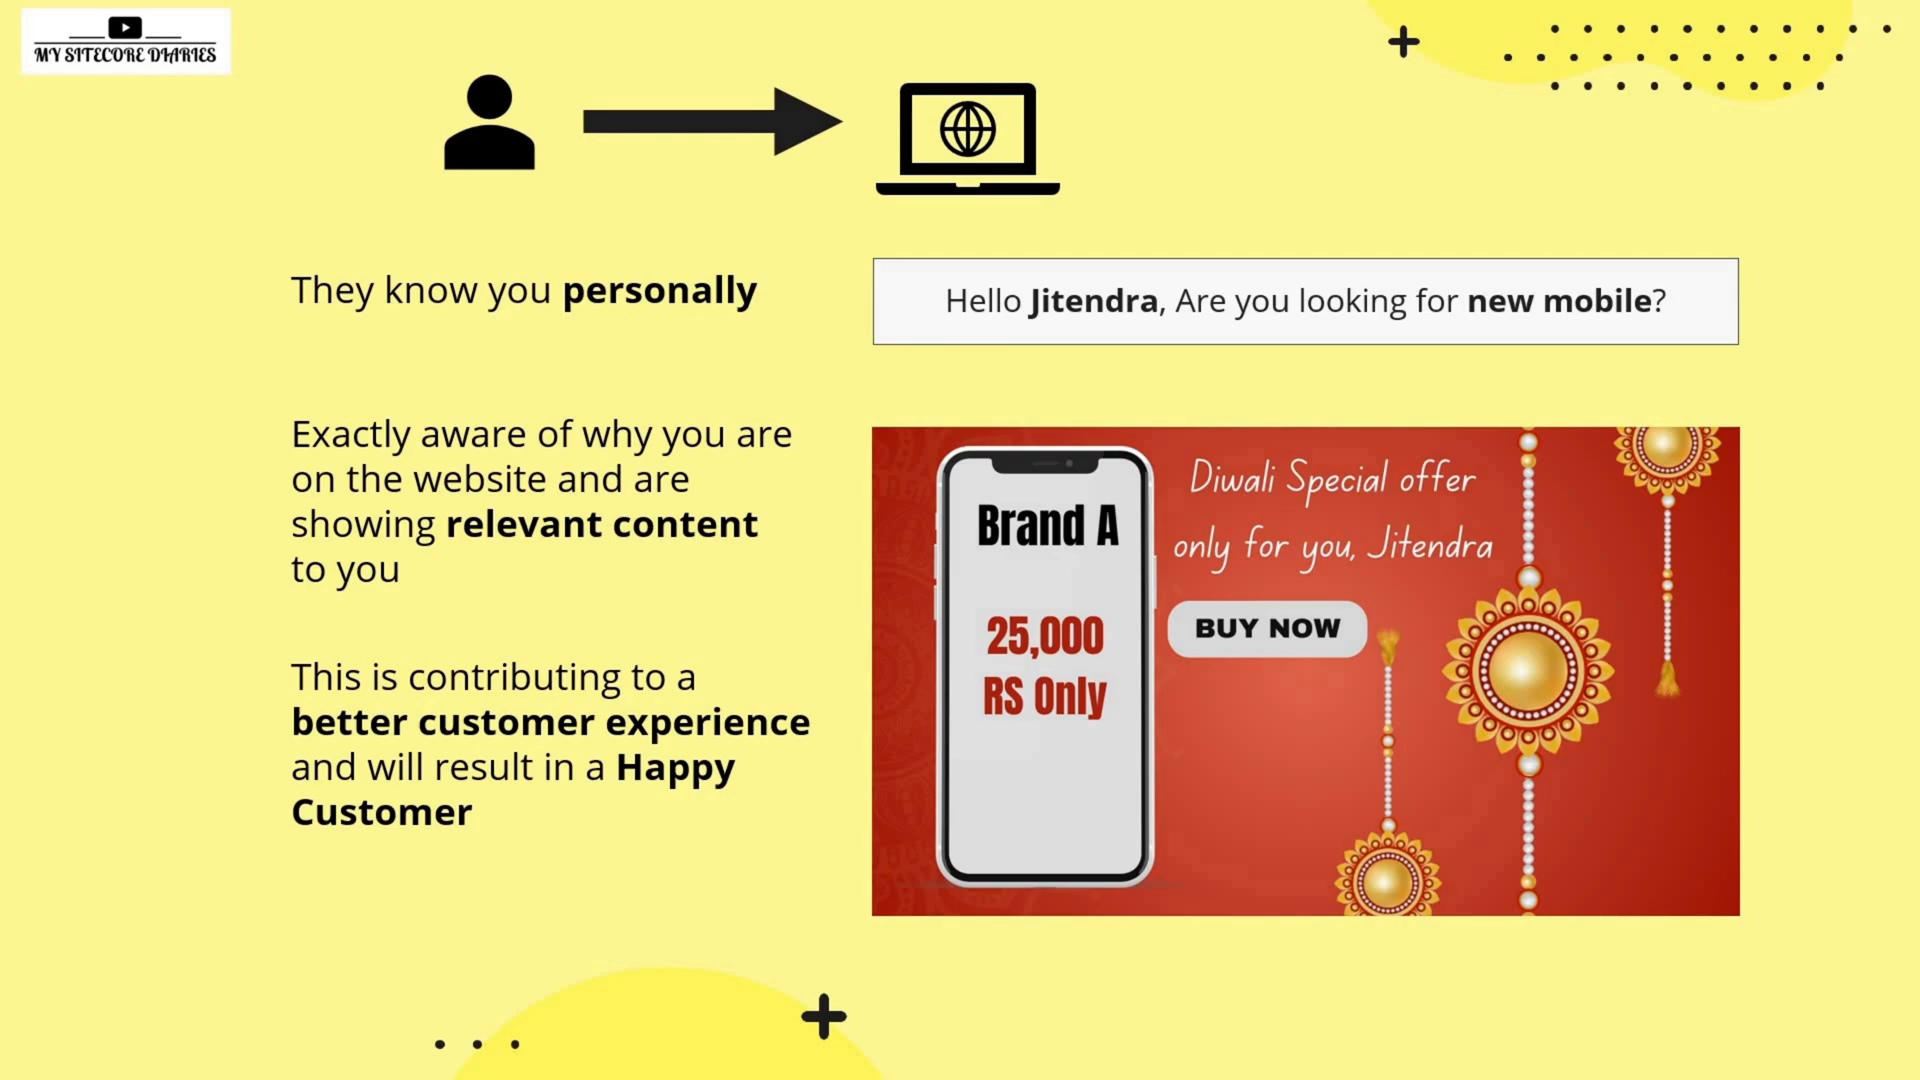 MY SITECORE DIARIES
They know you personally
Hello Jitendra, Are you looking for new mobile?
Exactly aware of why you are
on the website and are
showing relevant content
to you
This is contributing to a
better customer experience
and will result in a Happy
Customer
Brand A
25,000
RS Only
Diwali Special offer
only for you, Jitendra
BUY NOW